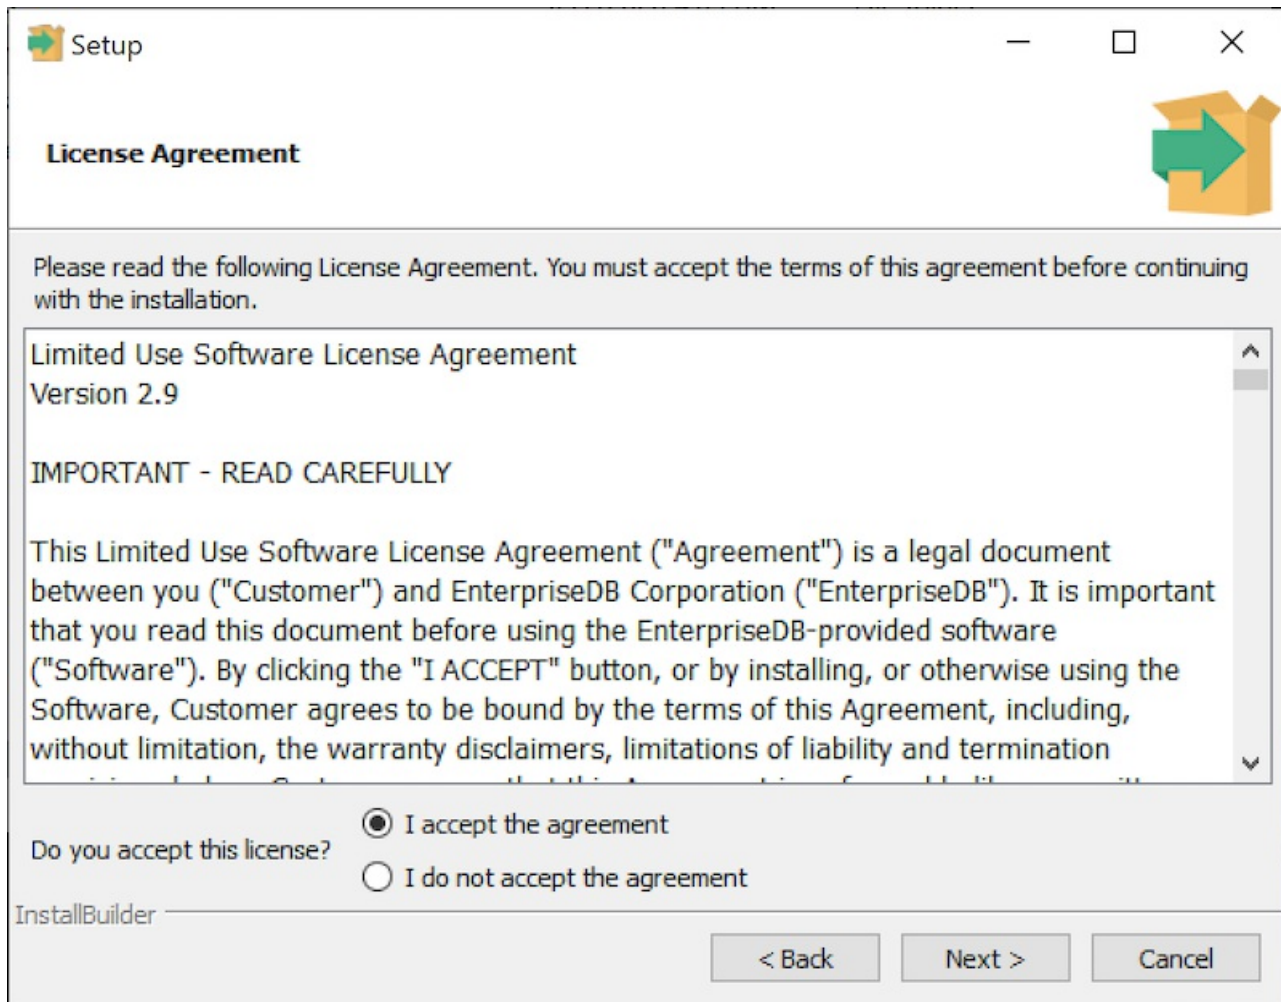 Setup
License Agreement
Please read the following License Agreement. You must accept the terms of this agreement before continuing
with the installation.
Limited Use Software License Agreement
Version 2.9
IMPORTANT - READ CAREFULLY
This Limited Use Software License Agreement ("Agreement") is a legal document
between you ("Customer") and EnterpriseDB Corporation ("EnterpriseDB"). It is important
that you read this document before using the EnterpriseDB-provided software
("Software"). By clicking the "I ACCEPT" button, or by installing, or otherwise using the
Software, Customer agrees to be bound by the terms of this Agreement, including,
without limitation, the warranty disclaimers, limitations of liability and termination
Do you accept this license?
I accept the agreement
I do not accept the agreement
InstallBuilder
< Back
Next >
Cancel